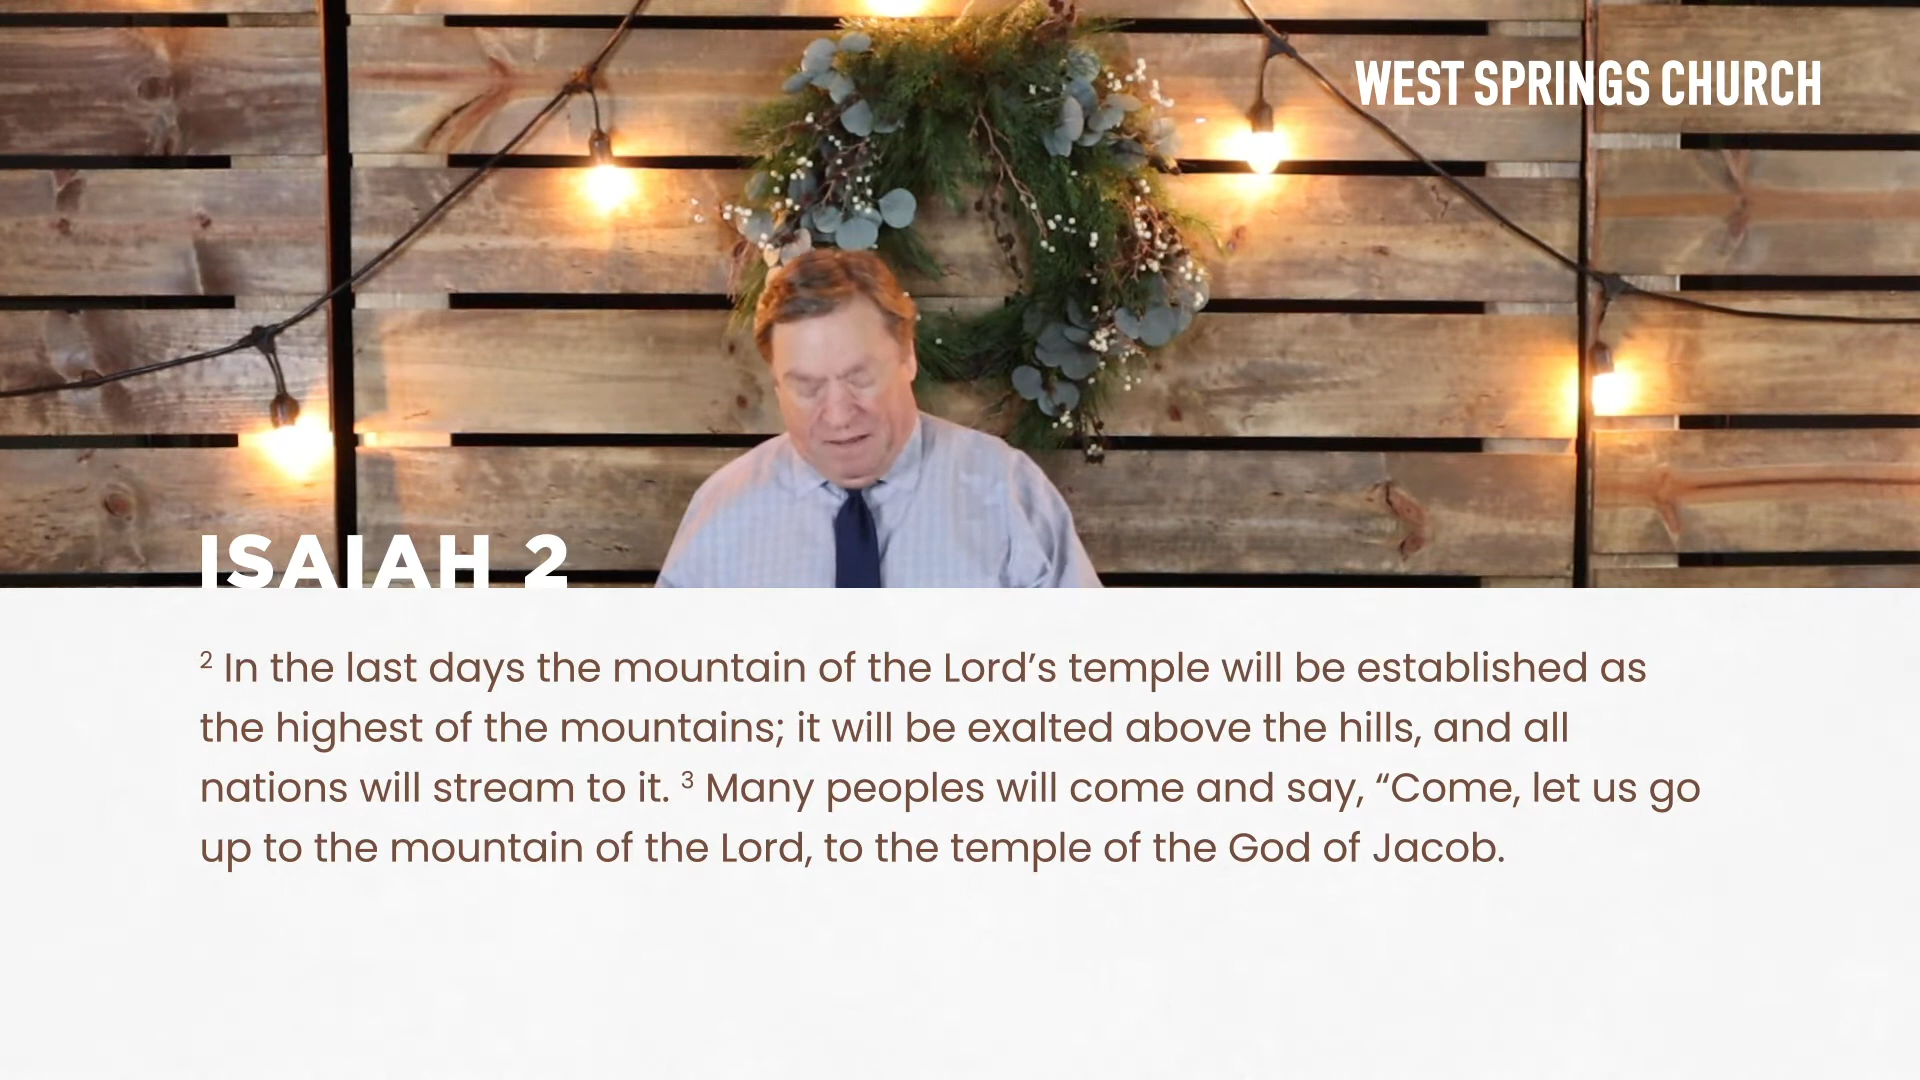 WEST SPRINGS CHURCH
ISAIAH 2
2 In the last days the mountain of the Lord’s temple will be established as
the highest of the mountains; it will be exalted above the hills, and all
nations will stream to it. 3 Many peoples will come and say, “Come, let us go
up to the mountain of the Lord, to the temple of the God of Jacob.